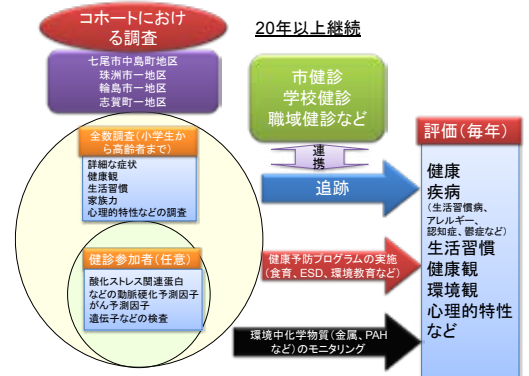 コホートにおけ
る調査
20年以上継続
七尾市中島町地区
珠洲市一地区
輪島市一地区
志賀町一地区
市健診
学校健診
職域健診など
連
携
全数調査(小学生か
ら高齢者まで)
詳細な症状
健康観
生活習慣
家族力
心理的特性などの調査
追跡
健診参加者(任意)
酸化ストレス関連蛋白
などの動脈硬化予測因子
がん予測因子
遺伝子などの検査
健康予防プログラムの実施
(食育、ESD、環境教育など)
環境中化学物質(金属、PAH
など)のモニタリング
評価(毎年)
健康
疾病
(生活習慣病、
アレルギー、
認知症、鬱症など)
生活習慣
健康観
環境観
心理的特性
など